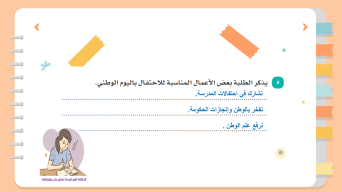 ٥ يذكر الطلبة بعض الأعمال المناسبة للاحتفال باليوم الوطني.
نشارك في احتفالات المدرسة.
نفخر بالوطن وإنجازات الحكومة.
نرفع علم الوطن .